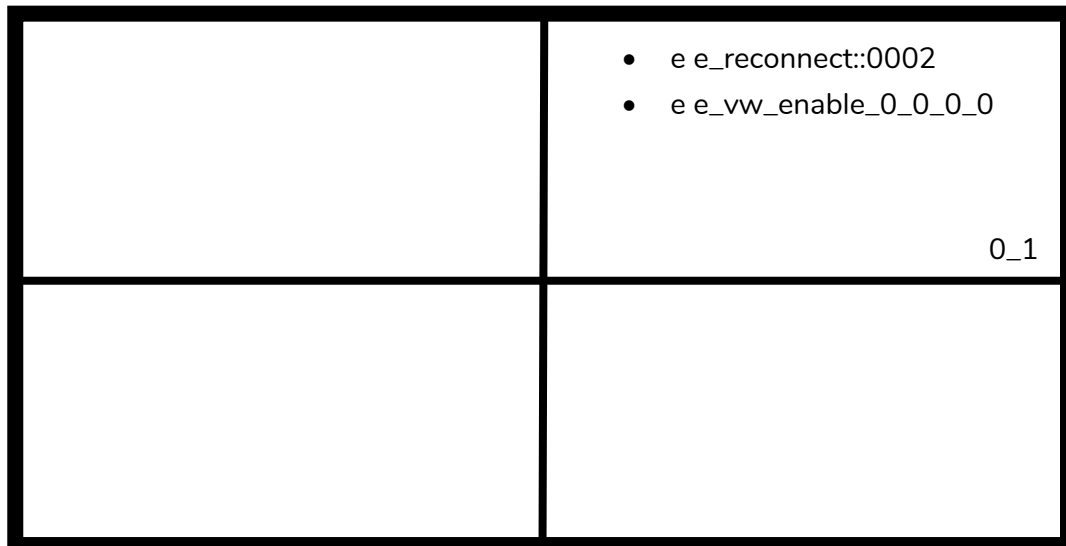 • e e_reconnect::0002
• e e_vw_enable_0_0_0_0
0_1